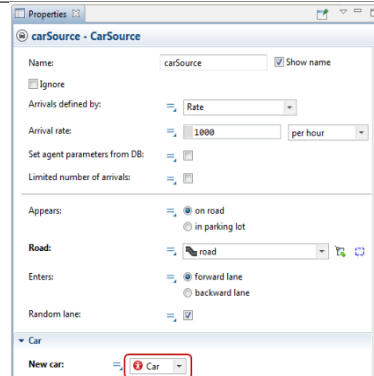 Properties
carSource - CarSource
Name: carSource Show name
Ignore
Arrivals defined by: Rate
Arrival rate: 1000 per hour
Set agent parameters from DB:
Limited number of arrivals:
Appears: on road
in parking lot
Road: road
Enters: forward lane
backward lane
Random lane:
Car
New car: Car